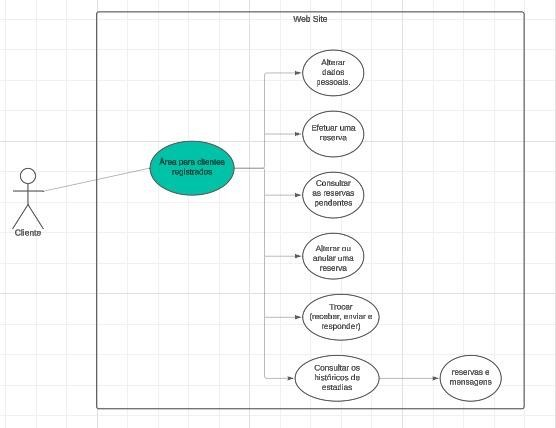 Web Site
Alterar
dados
pessoais.
Efetuar uma
reserva
Área para clientes
registrados
Consultar
as reservas
pendentes
Cliente
Alterar ou
anular uma
reserva
Trocar
(receber, enviar e
responder)
Consultar os
históricos de
estadias
reservas e
mensagens